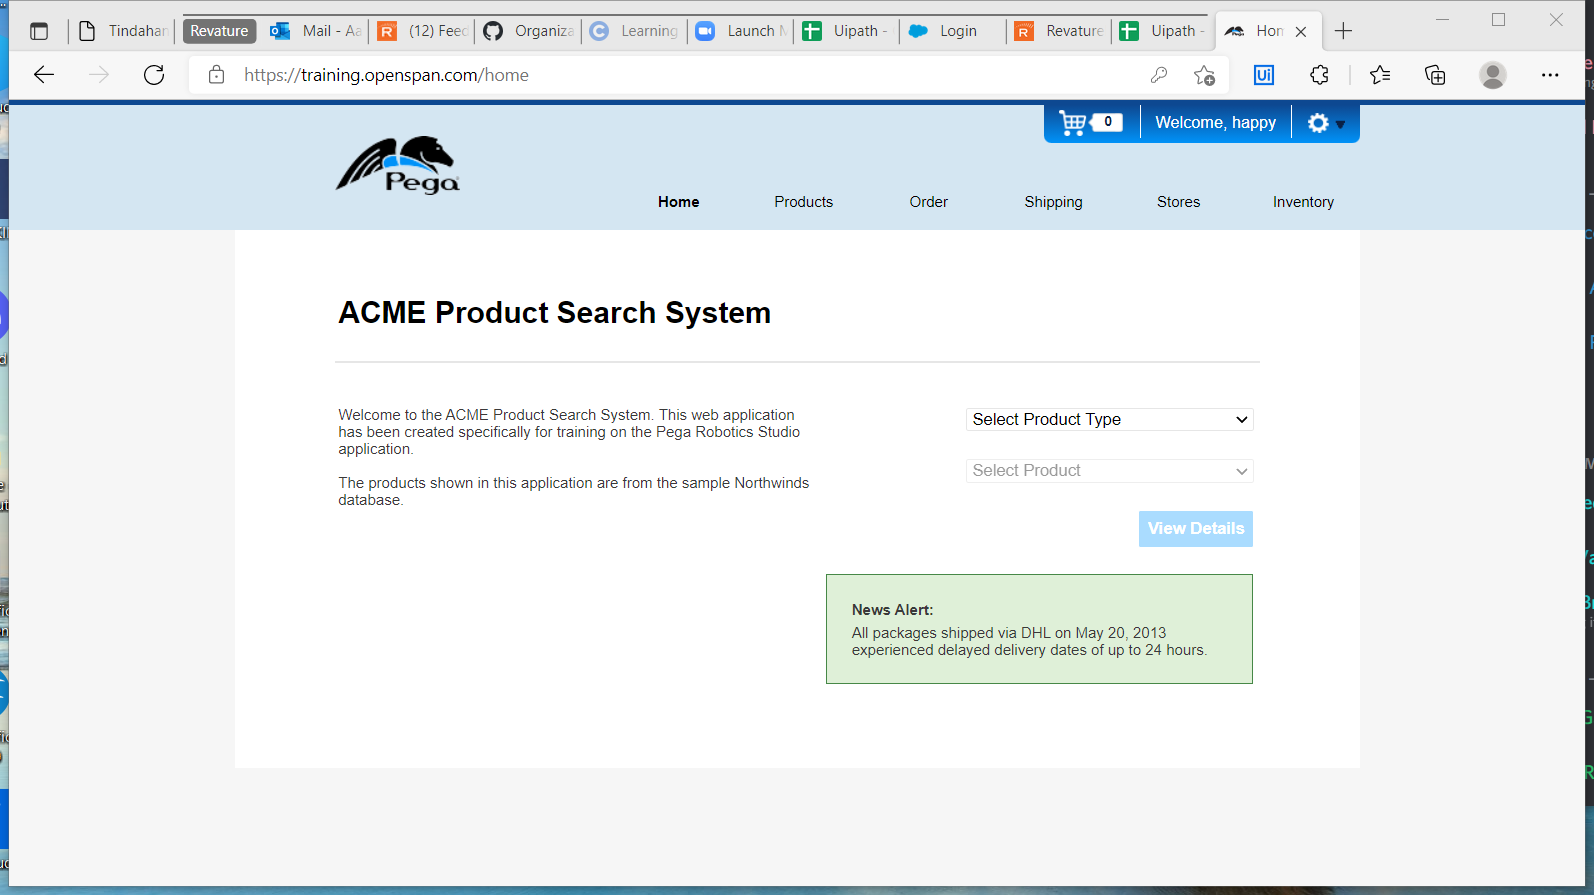 Tindahan
Revature
Mail - Aa
(12) Feed
Organiza
Learning
Launch M
Uipath -
Login
Revature
Uipath -
Hom
https://training.openspan.com/home
Ui
0
Welcome, happy
Pega
Home
Products
Order
Shipping
Stores
Inventory
ACME Product Search System
Welcome to the ACME Product Search System. This web application
has been created specifically for training on the Pega Robotics Studio
application.
The products shown in this application are from the sample Northwinds
database.
Select Product Type
Select Product
View Details
News Alert:
All packages shipped via DHL on May 20, 2013
experienced delayed delivery dates of up to 24 hours.